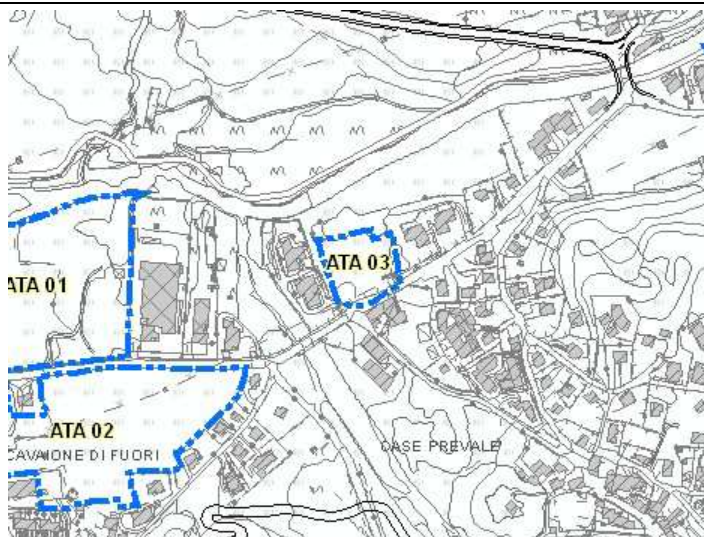 ATA 03
ATA 01
ATA 02
CAVAIONE DI FUORI
CASE PREVALE